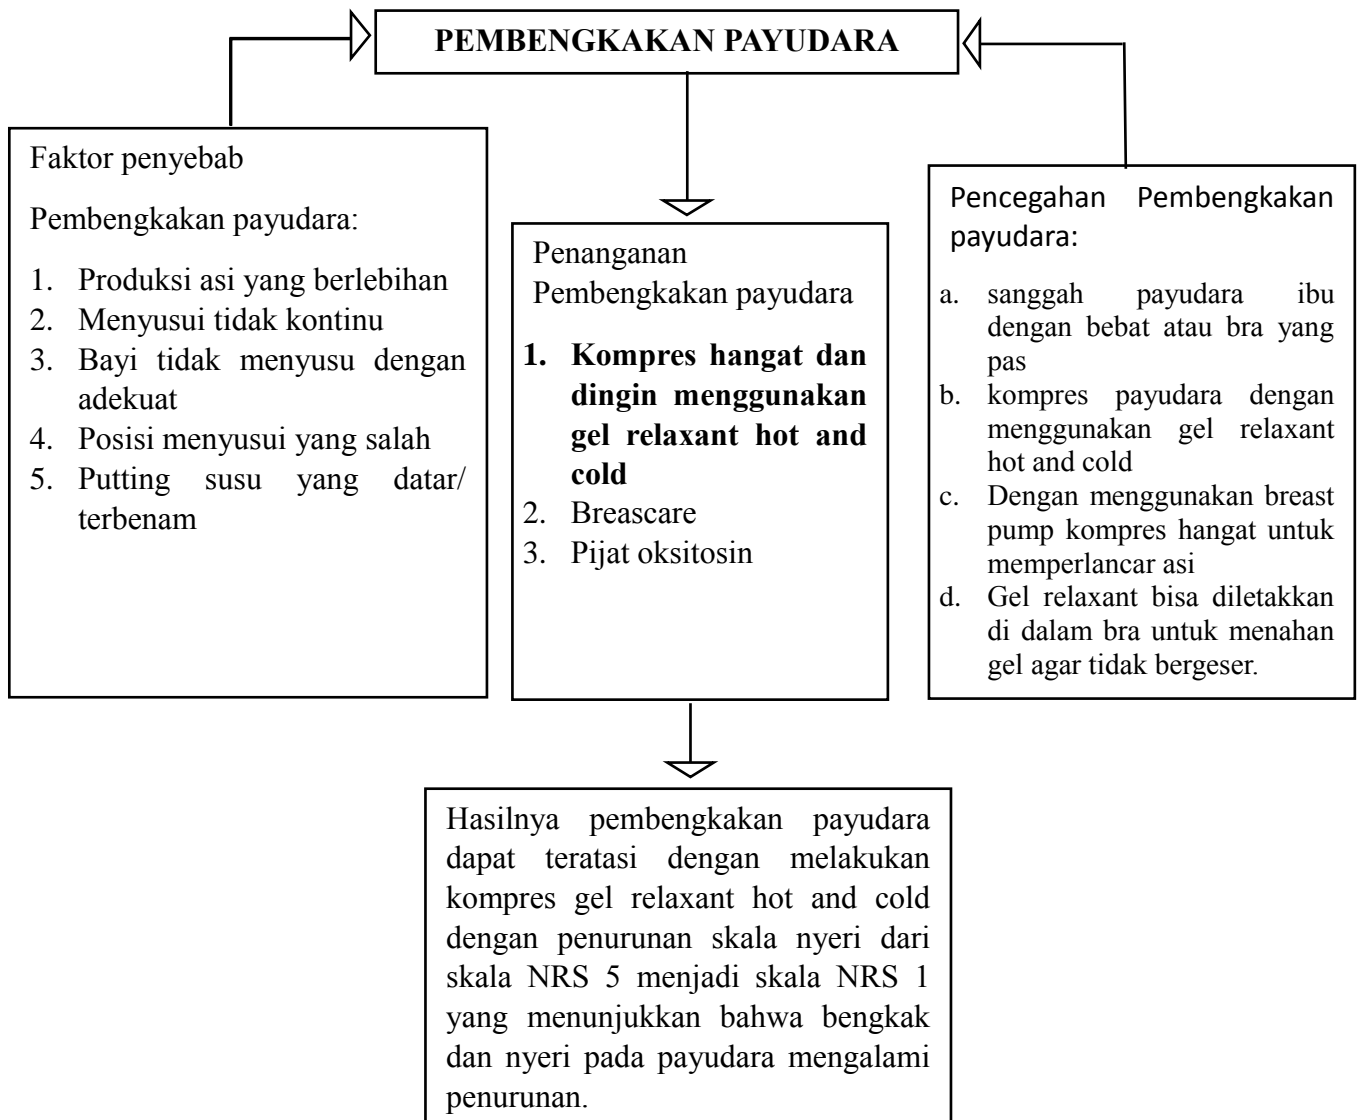 PEMBENGKAKAN PAYUDARA
Faktor penyebab
Pembengkakan payudara:
1. Produksi asi yang berlebihan
2. Menyusui tidak kontinu
3. Bayi tidak menyusu dengan
adekuat
4. Posisi menyusui yang salah
5. Putting susu yang datar/
terbenam
Penanganan
Pembengkakan payudara
1. Kompres hangat dan
dingin menggunakan
gel relaxant hot and
cold
2. Breascare
3. Pijat oksitosin
Pencegahan Pembengkakan
payudara:
a. sanggah payudara ibu
dengan bebat atau bra yang
pas
b. kompres payudara dengan
menggunakan gel relaxant
hot and cold
c. Dengan menggunakan breast
pump kompres hangat untuk
memperlancar asi
d. Gel relaxant bisa diletakkan
di dalam bra untuk menahan
gel agar tidak bergeser.
Hasilnya pembengkakan payudara
dapat teratasi dengan melakukan
kompres gel relaxant hot and cold
dengan penurunan skala nyeri dari
skala NRS 5 menjadi skala NRS 1
yang menunjukkan bahwa bengkak
dan nyeri pada payudara mengalami
penurunan.